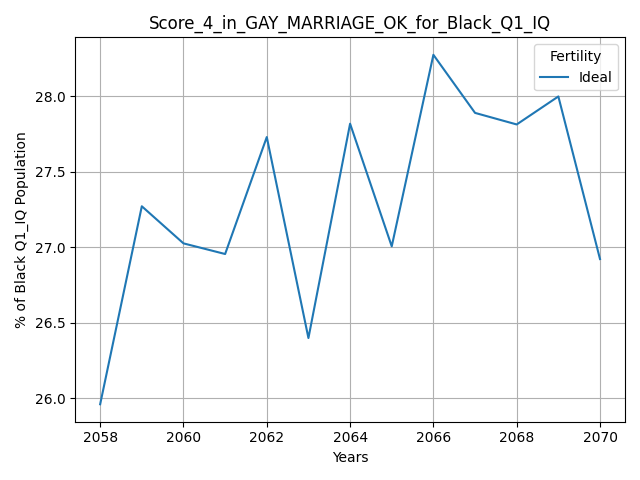 Score_4_in_GAY_MARRIAGE_OK_for_Black_Q1_IQ
Fertility
Ideal
% of Black Q1_IQ Population
28.0
27.5
27.0
26.5
26.0
2058 2060 2062 2064 2066 2068 2070
Years